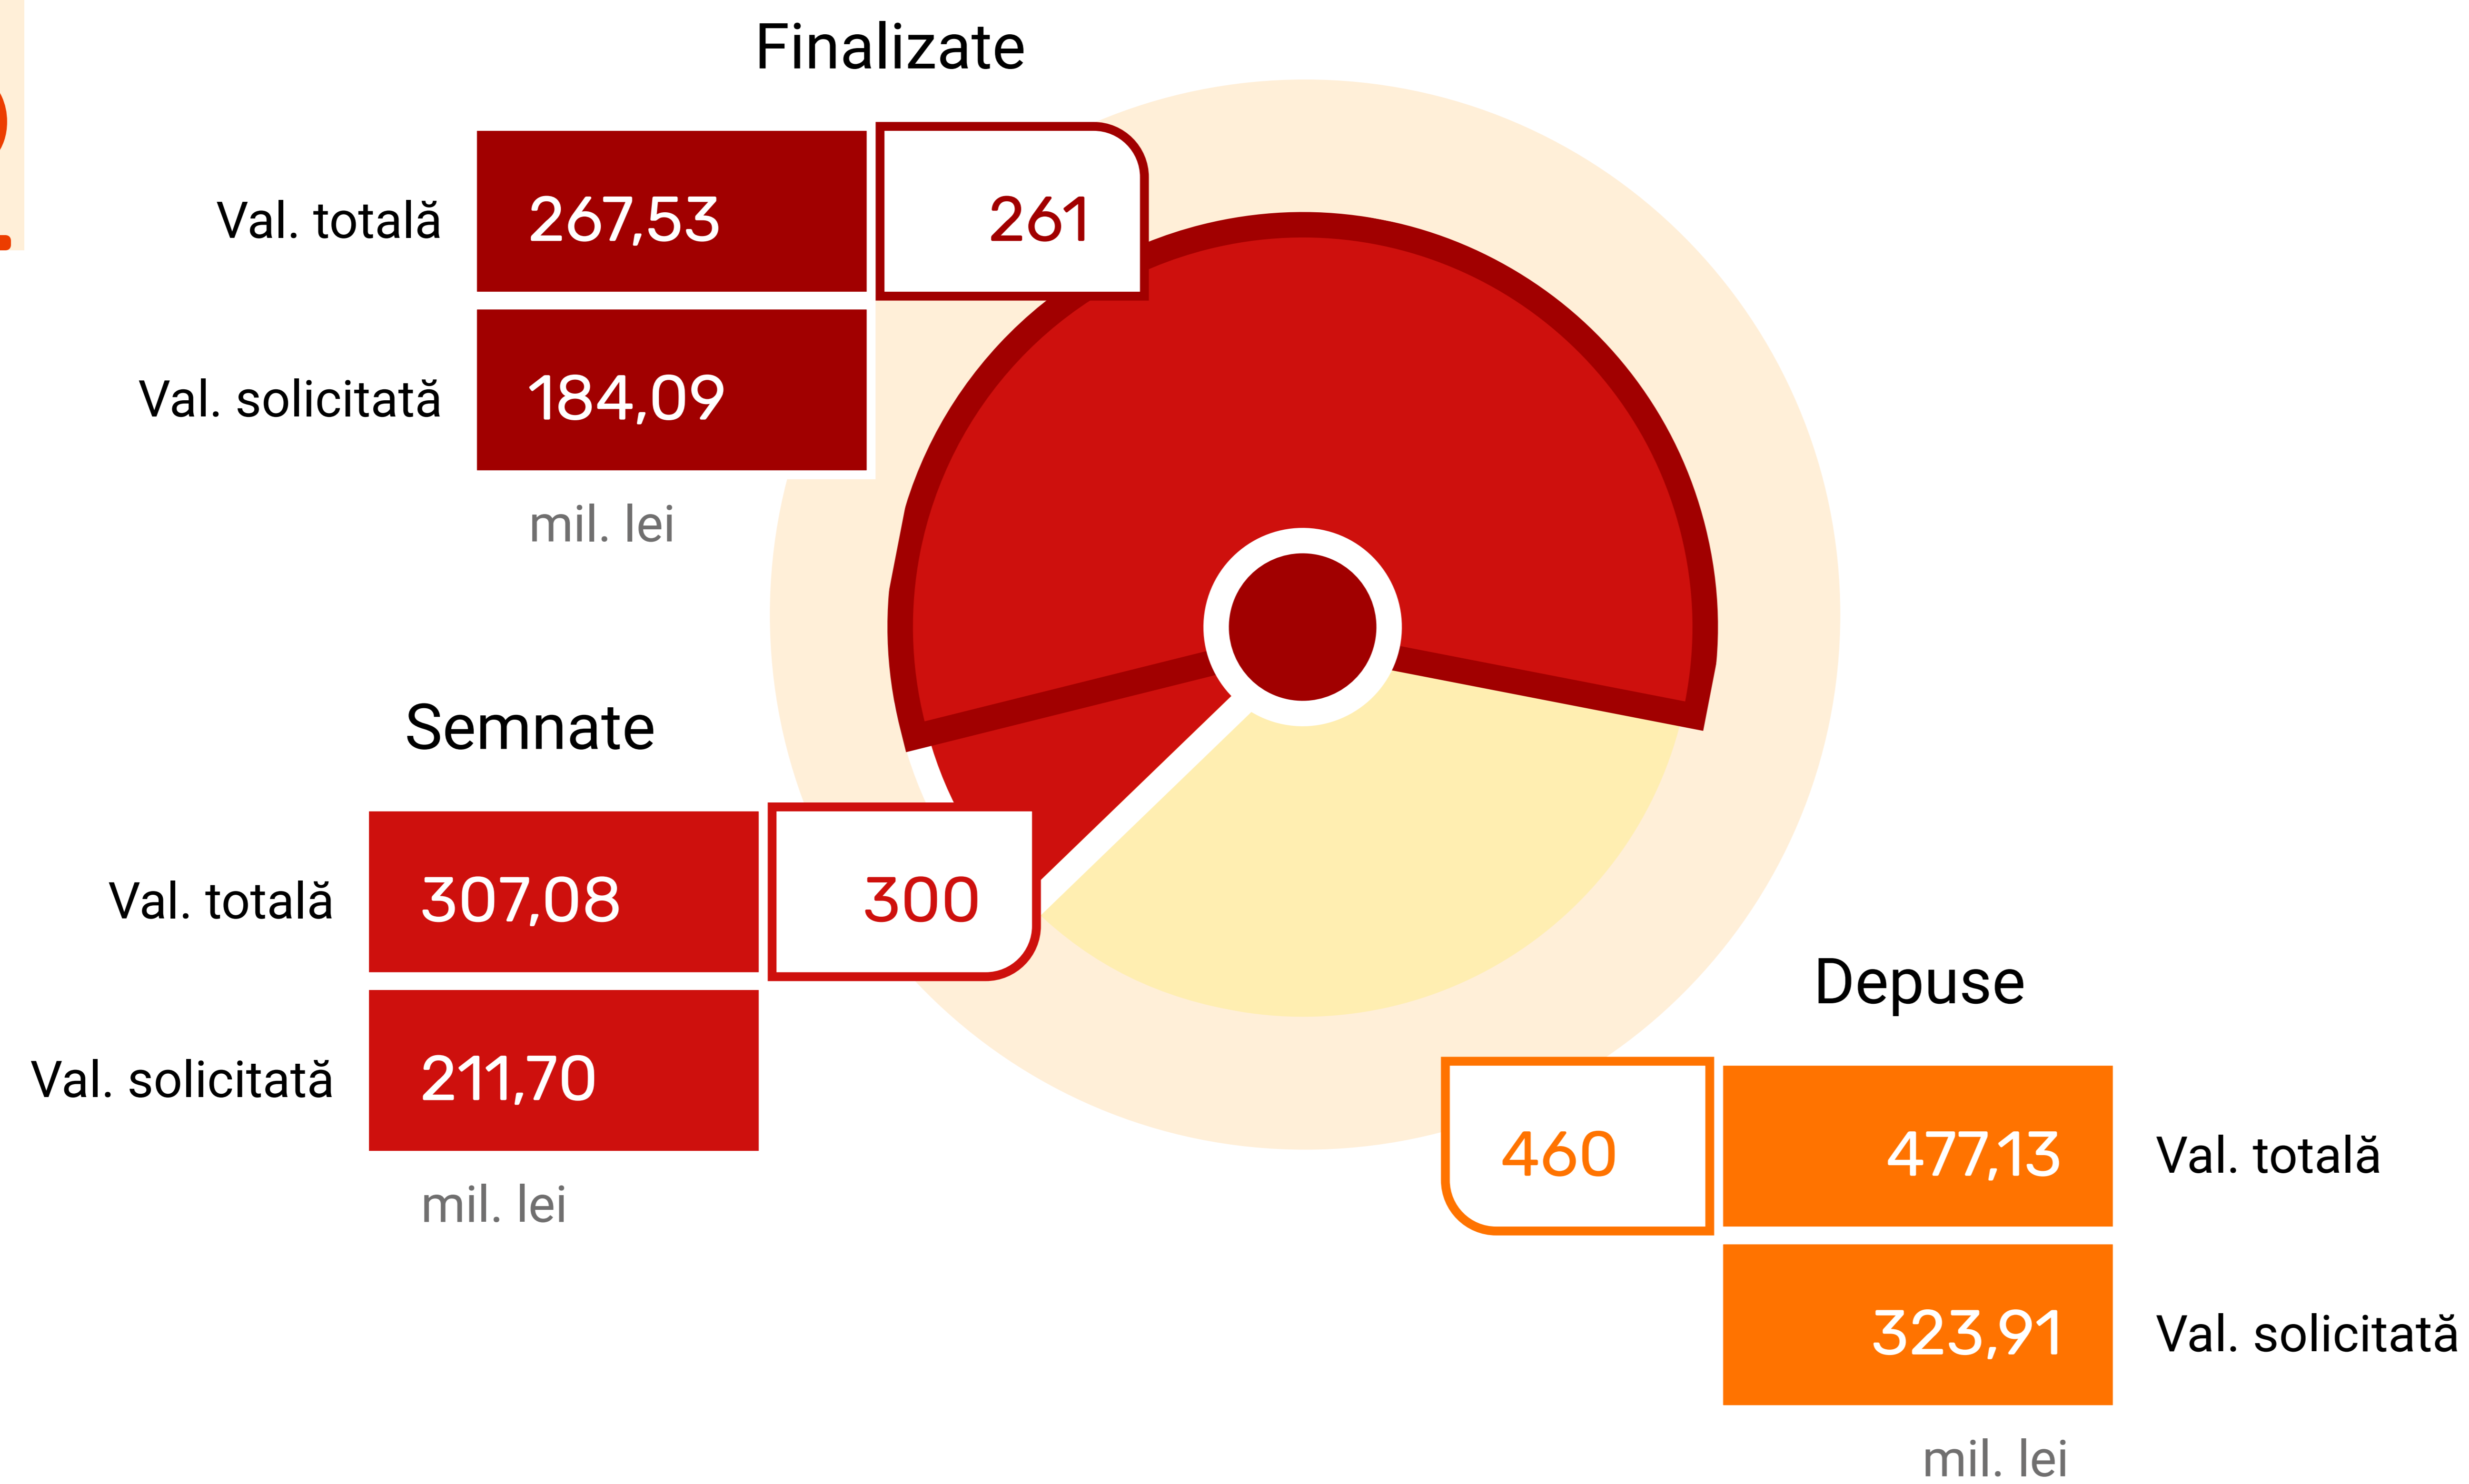 Finalizate
Val. totală 267,53 261
Val. solicitată 184,09
mil. lei
Semnate
Val. totală 307,08 300
Val. solicitată 211,70
mil. lei
Depuse
460 477,13 Val. totală
323,91 Val. solicitată
mil. lei